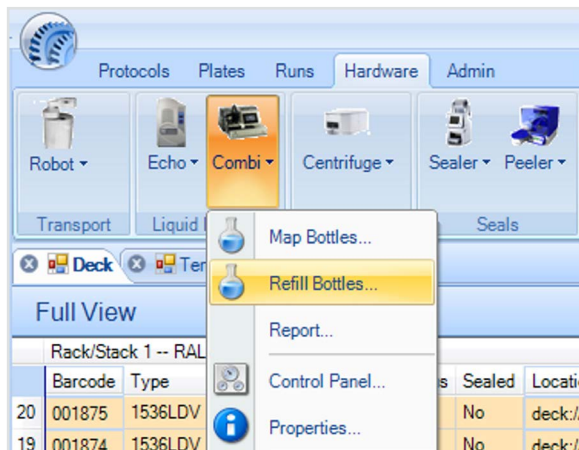 Protocols Plates Runs Hardware Admin
Robot Echo Combi Centrifuge Sealer Peeler
Transport Liquid Seals
Map Bottles...
Deck
Refill Bottles...
Full View
Report...
Rack/Stack 1 -- RAL
Barcode Type Control Panel... Sealed
20 001875 1536LDV No deck:/
Properties...
19 001874 1536LDV No deck:/